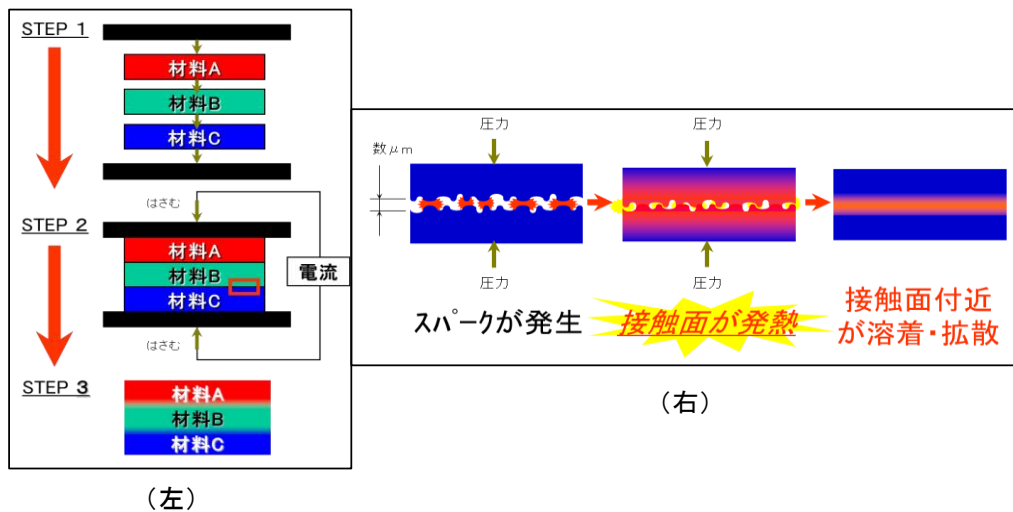 STEP 1
材料A
材料B
材料C
はさむ
STEP 2
材料A
材料B
材料C
電流
はさむ
STEP 3
材料A
材料B
材料C
（左）
圧力
数μm
圧力
スパークが発生
圧力
圧力
接触面が発熱
接触面付近
が溶着・拡散
（右）